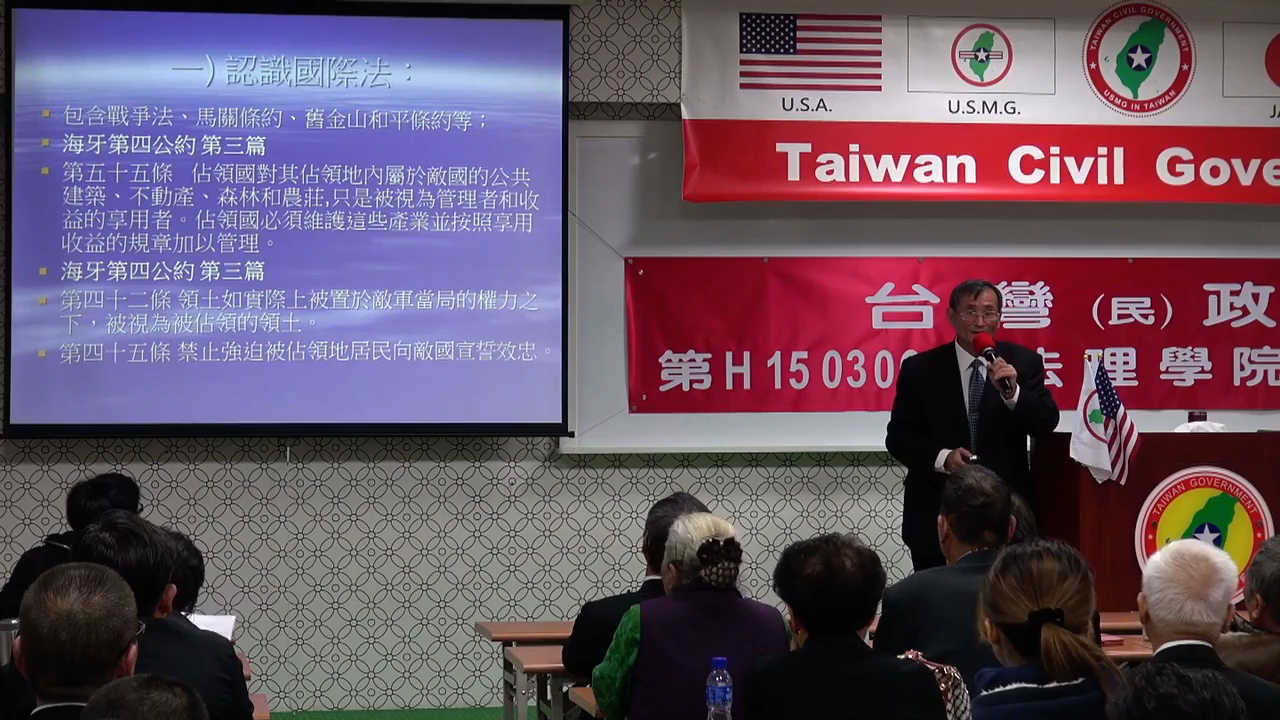 一) 認識國際法：
包含戰爭法、馬關條約、舊金山和平條約等；
海牙第四公約 第三篇
第五十五條 佔領國對其佔領地內屬於敵國的公共
建築、不動產、森林和農莊,只是被視為管理者和收
益的享用者。佔領國必須維護這些產業並按照享用
收益的規章加以管理。
海牙第四公約 第三篇
第四十二條 領土如實際上被置於敵軍當局的權力之
下，被視為被佔領的領土。
第四十五條 禁止強迫被佔領地居民向敵國宣誓效忠。
U.S.A.
U.S.M.G.
TAIWAN CIVIL GOVERNMENT
USMG IN TAIWAN
JA
Taiwan Civil Gove
台灣(民)政
第H 15 030 法理學院
TAIWAN GOVERNMENT